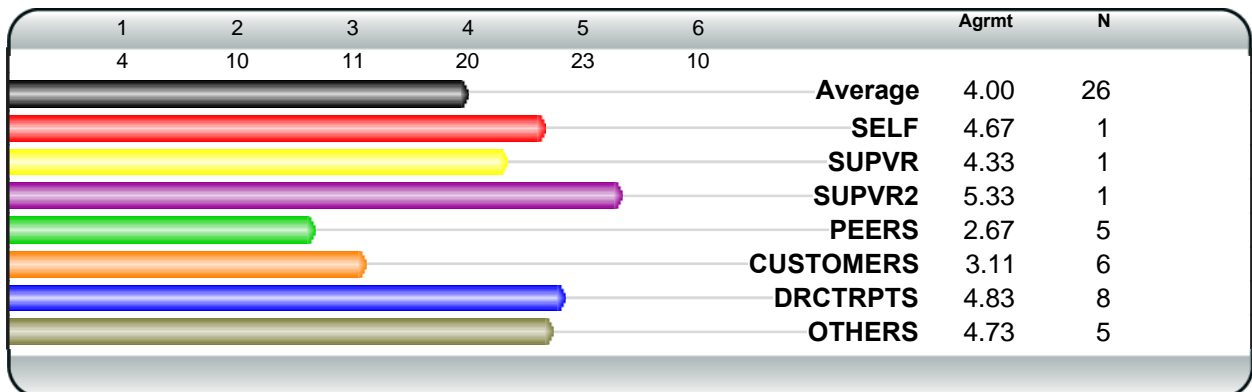 1 2 3 4 5 6 Agrmt N
4 10 11 20 23 10
Average 4.00 26
SELF 4.67 1
SUPVR 4.33 1
SUPVR2 5.33 1
PEERS 2.67 5
CUSTOMERS 3.11 6
DRCTRPTS 4.83 8
OTHERS 4.73 5